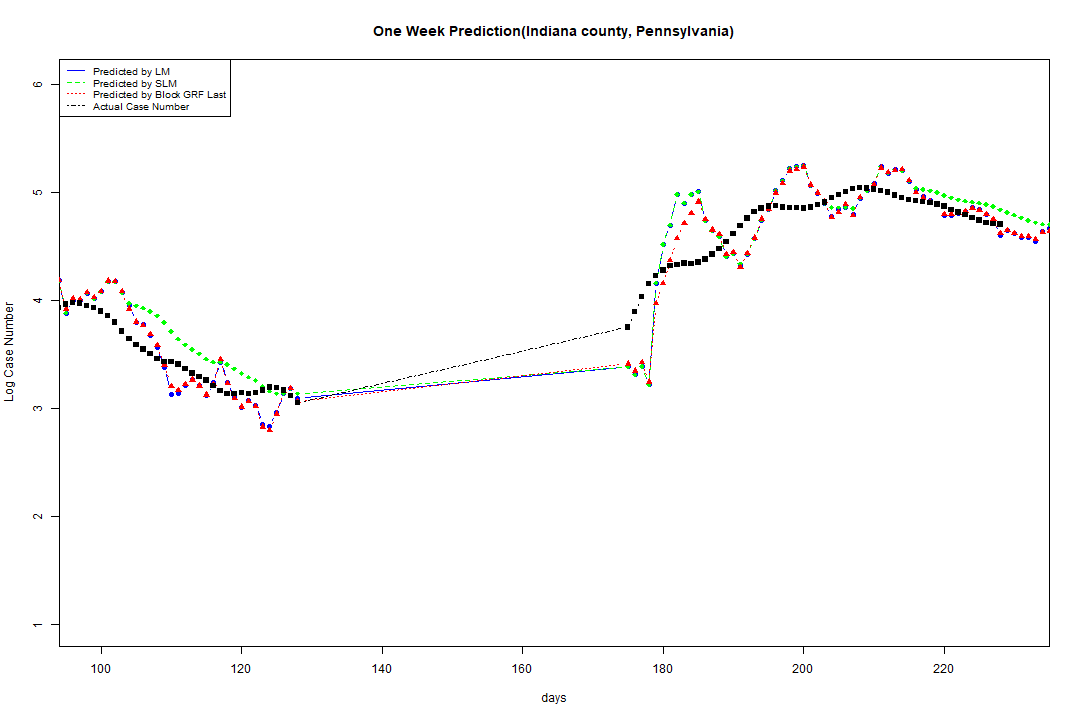 One Week Prediction(Indiana county, Pennsylvania)
Predicted by LM
Predicted by SLM
Predicted by Block GRF Last
Actual Case Number
Log Case Number
6
5
4
3
2
1
100 120 140 160 180 200 220
days